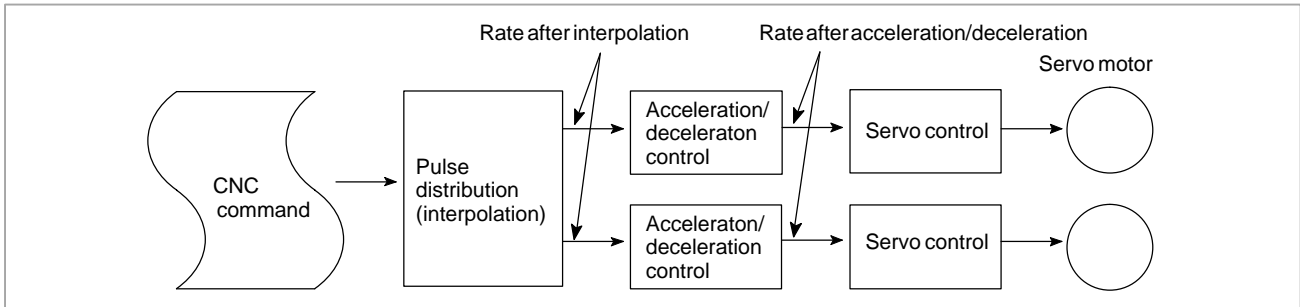 Rate after interpolation
Rate after acceleration/deceleration
Servo motor
CNC
command
Pulse
distribution
(interpolation)
Acceleration/
deceleraton
control
Servo control
Acceleraton/
deceleration
control
Servo control